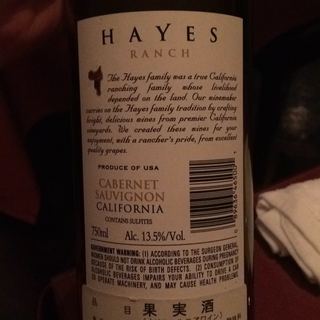 HAYES
RANCH
The Hayes family was a true California
ranching family whose livelihood
depended on the land. Our winemaker
carries on the Hayes family tradition by crafting
bright, delicious wines from premier California
vineyards. We created these wines for your
enjoyment, with a rancher's pride, from excellent
quality grapes.
PRODUCE OF USA
CABERNET
SAUVIGNON
CALIFORNIA
CONTAINS SULFITES
750ml Alc. 13.5%/Vol.
GOVERNMENT WARNING: (1) ACCORDING TO THE SURGEON GENERAL,
WOMEN SHOULD NOT DRINK ALCOHOLIC BEVERAGES DURING PREGNANCY
BECAUSE OF THE RISK OF BIRTH DEFECTS. (2) CONSUMPTION OF
ALCOHOLIC BEVERAGES IMPAIRS YOUR ABILITY TO DRIVE A CAR
OR OPERATE MACHINERY, AND MAY CAUSE HEALTH PROBLEMS.
品目 果実酒